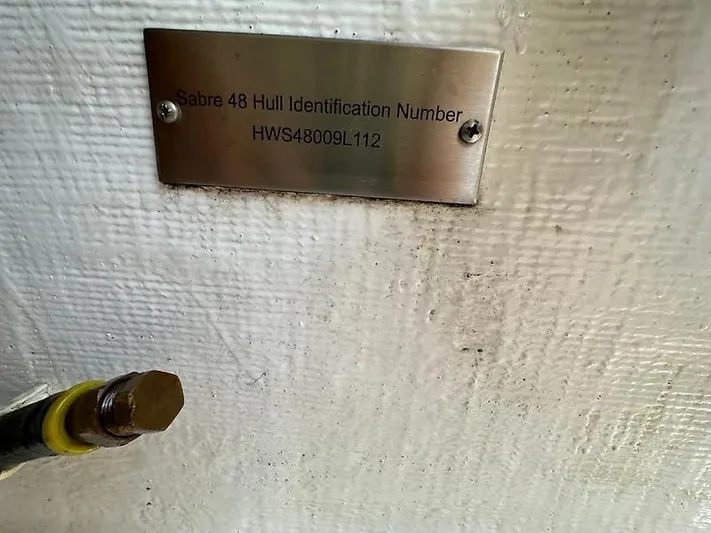 Sabre 48 Hull Identification Number
HWS48009L112